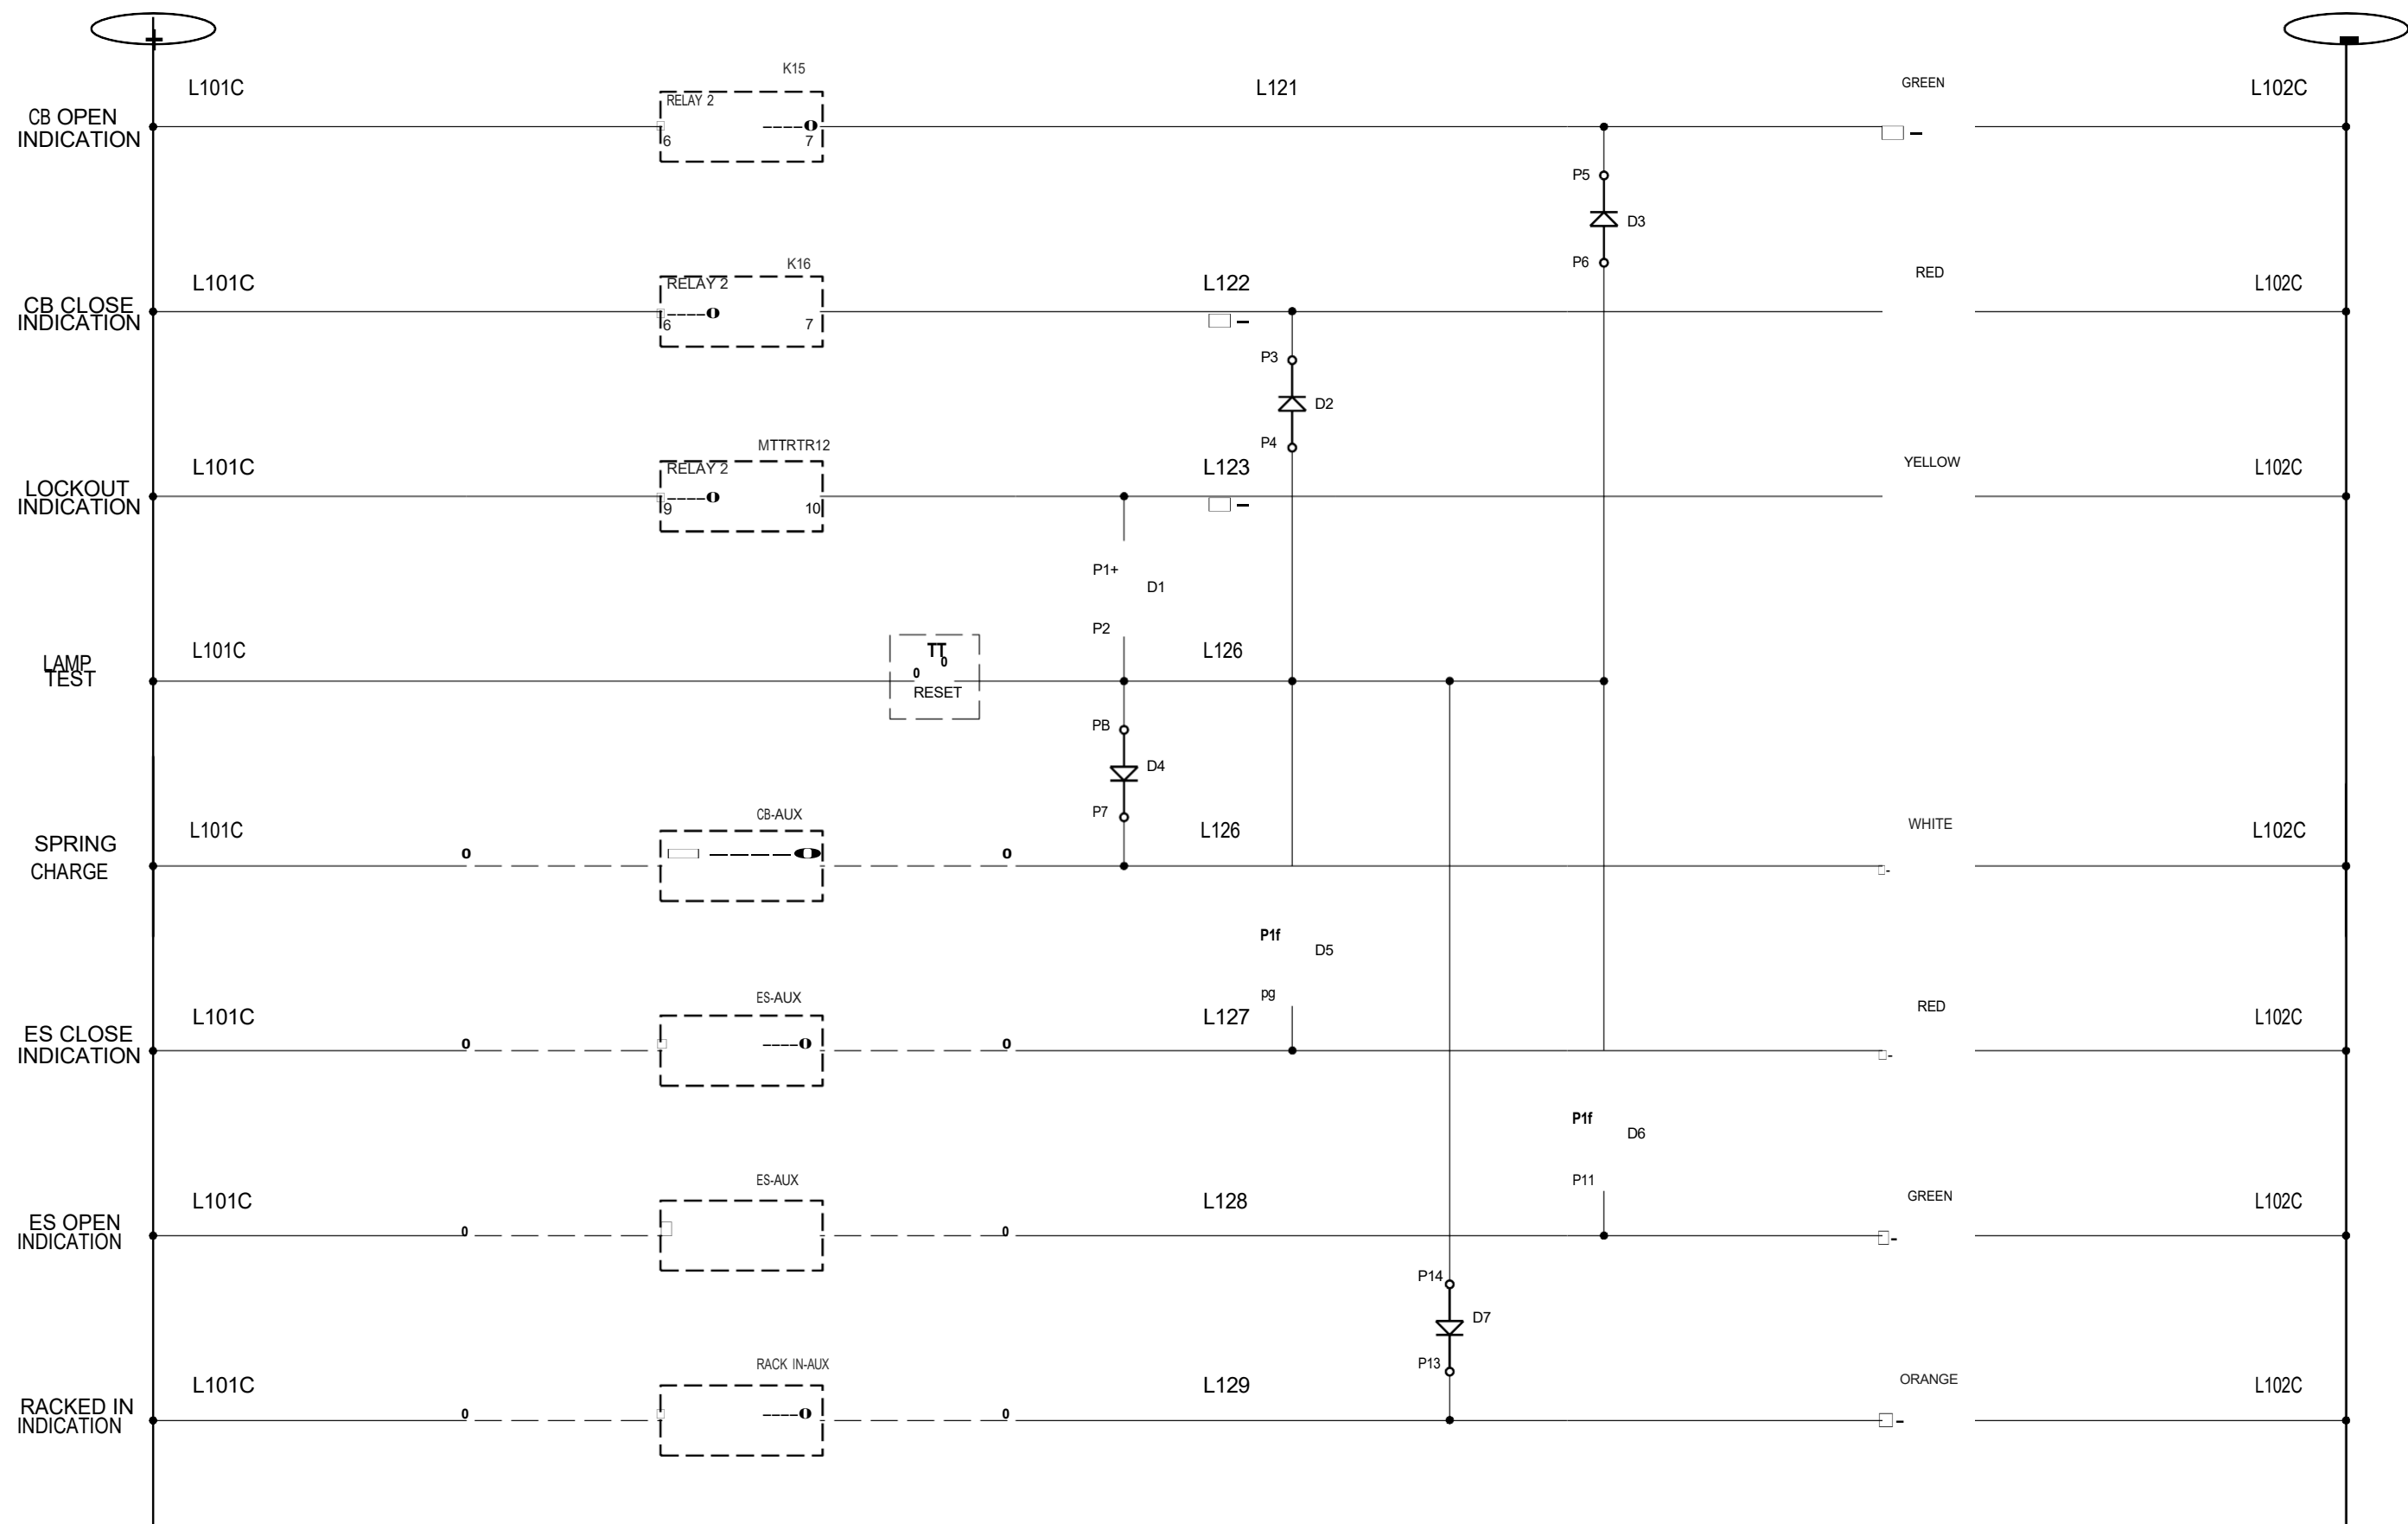 +
K15
L101C L121 GREEN L102C
RELAY 2
CB OPEN
INDICATION
6 7
P5
D3
P6
K16
L101C L122 RED L102C
RELAY 2
CB CLOSE
INDICATION
6 7
P3
D2
P4
MTTRTR12
L101C L123 YELLOW L102C
RELAY 2
LOCKOUT
INDICATION
9 10
P1+
D1
P2
L101C L126
LAMP
TEST
TT
0
0
RESET
PB
D4
P7
CB-AUX
L101C L126 WHITE L102C
SPRING
CHARGE
o o
P1f
D5
pg
ES-AUX
L101C L127 RED L102C
ES CLOSE
INDICATION
o o
P1f
D6
P11
ES-AUX
L101C L128 GREEN L102C
ES OPEN
INDICATION
0 0
P14
D7
P13
RACK IN-AUX
L101C L129 ORANGE L102C
RACKED IN
INDICATION
0 0